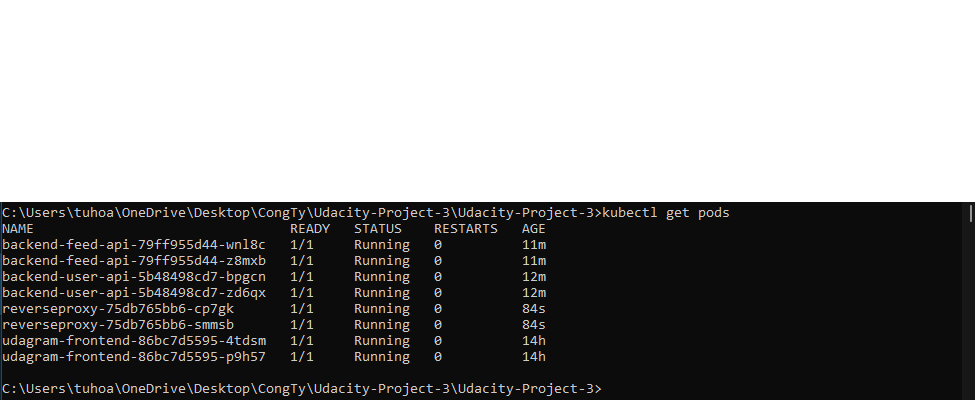 C:\Users\tuhoa\OneDrive\Desktop\CongTy\Udacity-Project-3\Udacity-Project-3>kubectl get pods
NAME READY STATUS RESTARTS AGE
backend-feed-api-79ff955d44-wnl8c 1/1 Running 0 11m
backend-feed-api-79ff955d44-z8mxb 1/1 Running 0 11m
backend-user-api-5b48498cd7-bpgcn 1/1 Running 0 12m
backend-user-api-5b48498cd7-zd6qx 1/1 Running 0 12m
reverseproxy-75db765bb6-cp7gk 1/1 Running 0 84s
reverseproxy-75db765bb6-smmsb 1/1 Running 0 84s
udagram-frontend-86bc7d5595-4tdsm 1/1 Running 0 14h
udagram-frontend-86bc7d5595-p9h57 1/1 Running 0 14h
C:\Users\tuhoa\OneDrive\Desktop\CongTy\Udacity-Project-3\Udacity-Project-3>